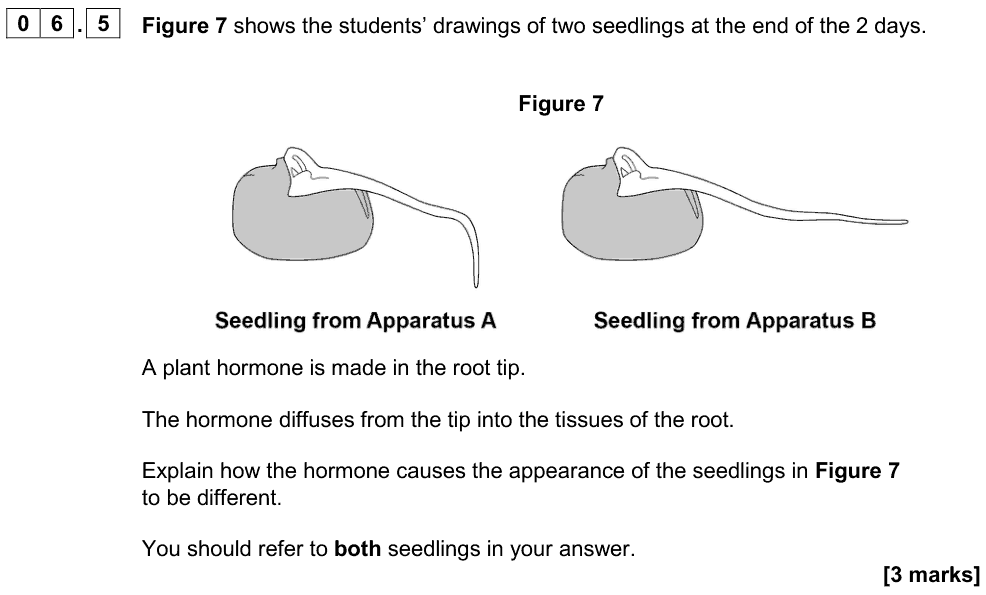 0 6 . 5 Figure 7 shows the students’ drawings of two seedlings at the end of the 2 days.
Figure 7
Seedling from Apparatus A
Seedling from Apparatus B
A plant hormone is made in the root tip.
The hormone diffuses from the tip into the tissues of the root.
Explain how the hormone causes the appearance of the seedlings in Figure 7
to be different.
You should refer to both seedlings in your answer.
[3 marks]